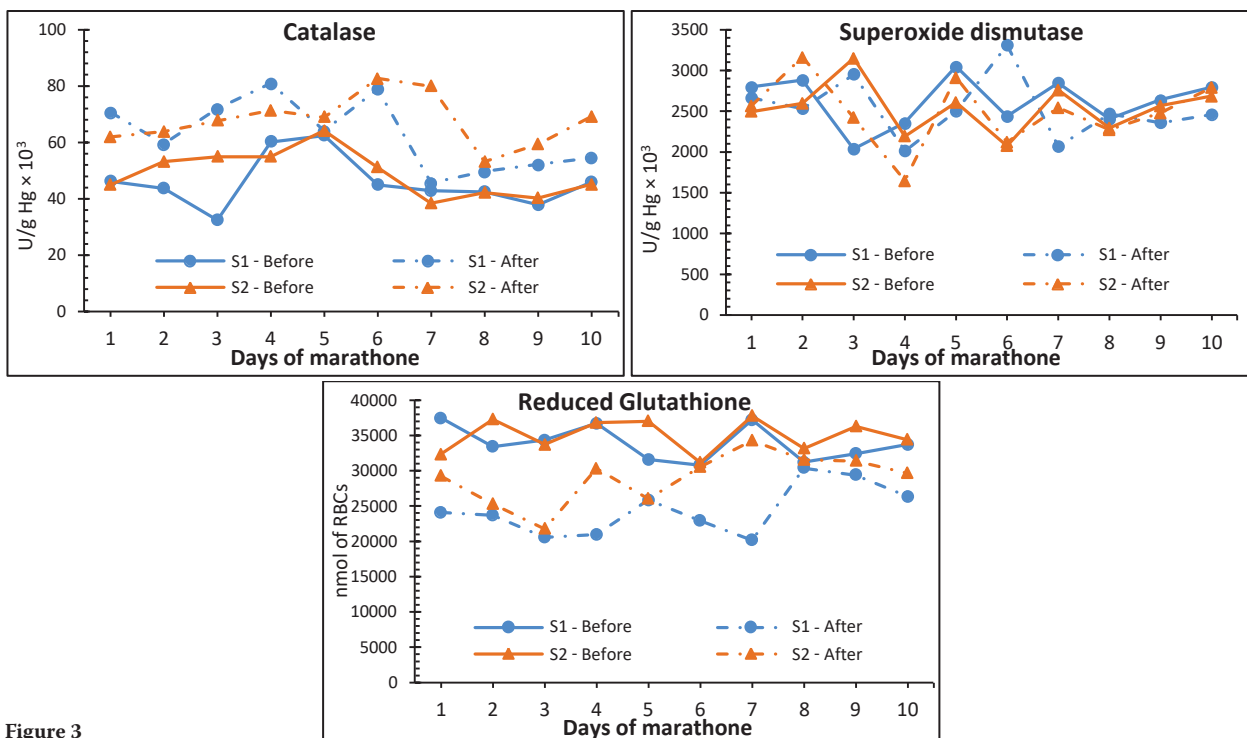 Catalase
U/g Hg × 10³
100
80
60
40
20
0
S1 - Before
S1 - After
S2 - Before
S2 - After
1 2 3 4 5 6 7 8 9 10
Days of marathone
Superoxide dismutase
U/g Hg × 10³
3500
3000
2500
2000
1500
1000
500
0
S1 - Before
S1 - After
S2 - Before
S2 - After
1 2 3 4 5 6 7 8 9 10
Days of marathone
Reduced Glutathione
nmol of RBCs
40000
35000
30000
25000
20000
15000
10000
5000
0
S1 - Before
S1 - After
S2 - Before
S2 - After
1 2 3 4 5 6 7 8 9 10
Days of marathone
Figure 3